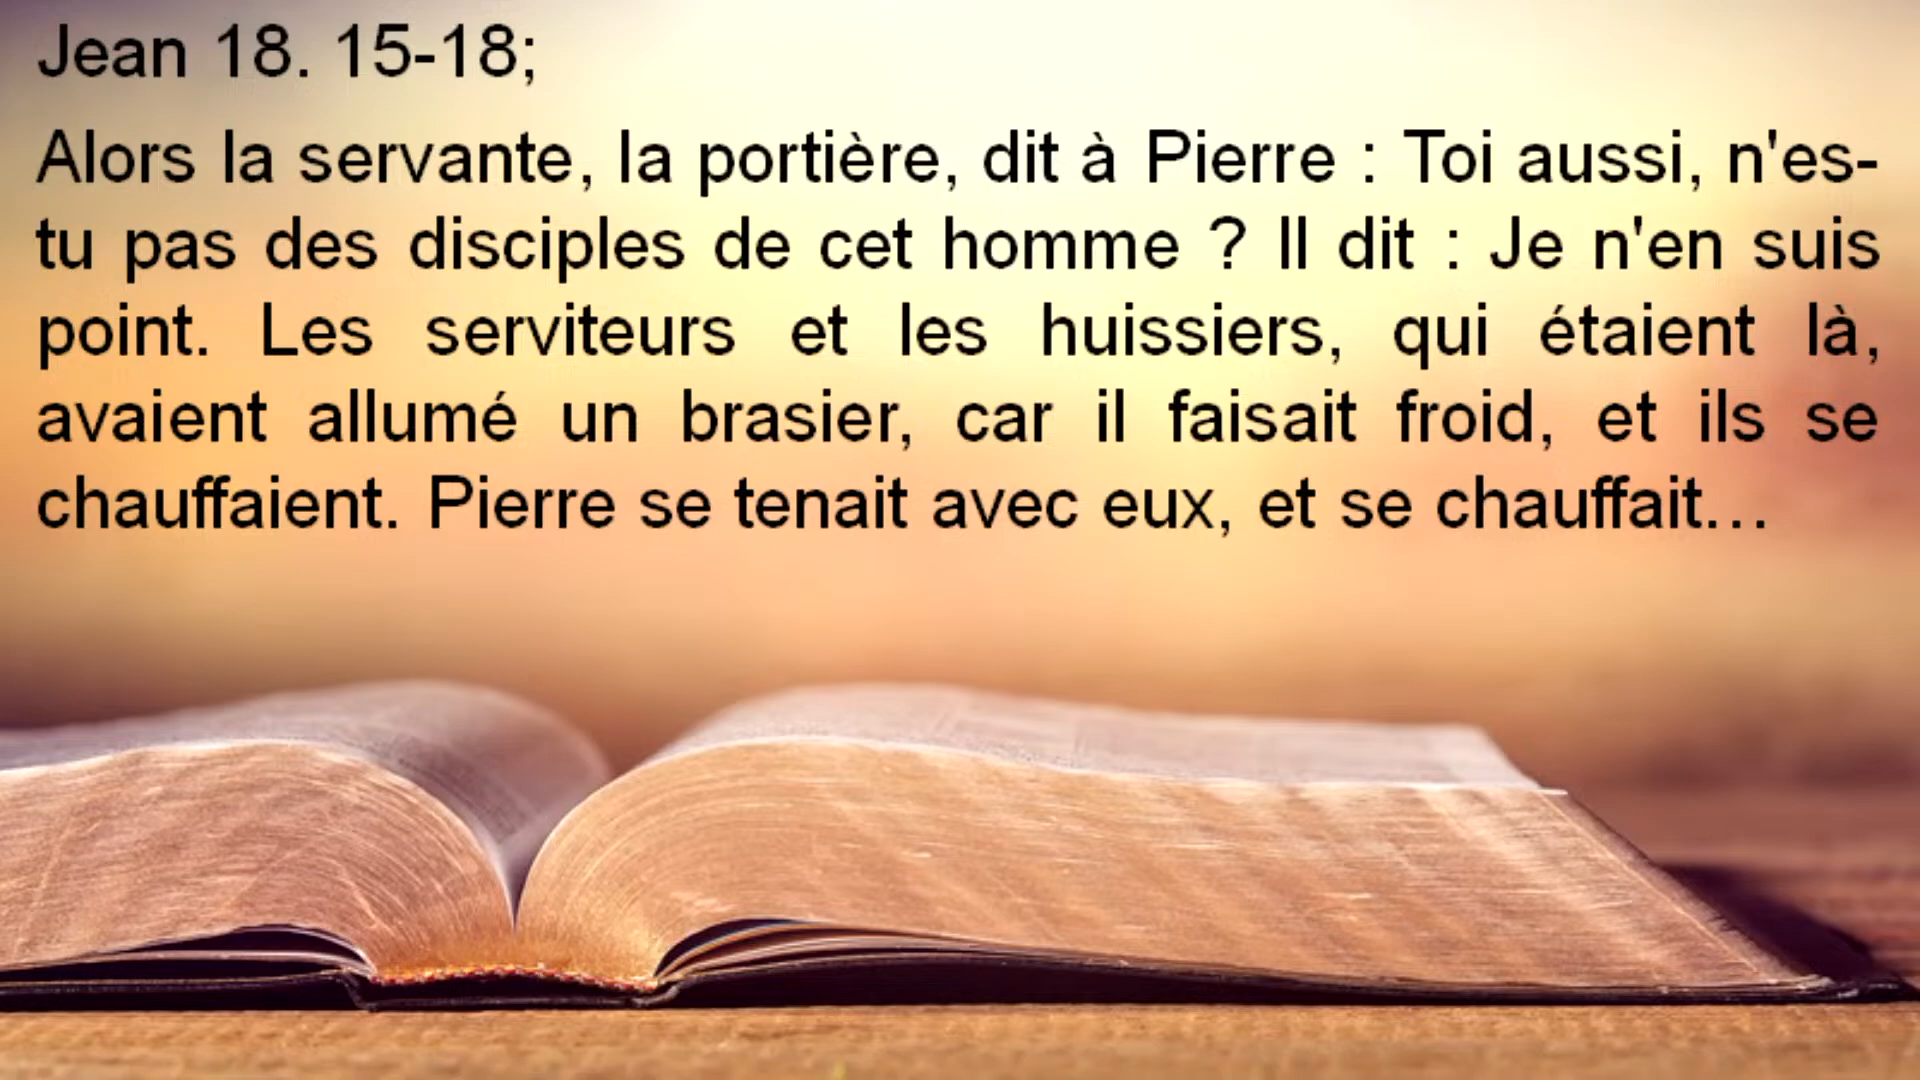 Jean 18. 15-18;
Alors la servante, la portière, dit à Pierre : Toi aussi, n'es-
tu pas des disciples de cet homme ? Il dit : Je n'en suis
point. Les serviteurs et les huissiers, qui étaient là,
avaient allumé un brasier, car il faisait froid, et ils se
chauffaient. Pierre se tenait avec eux, et se chauffait…